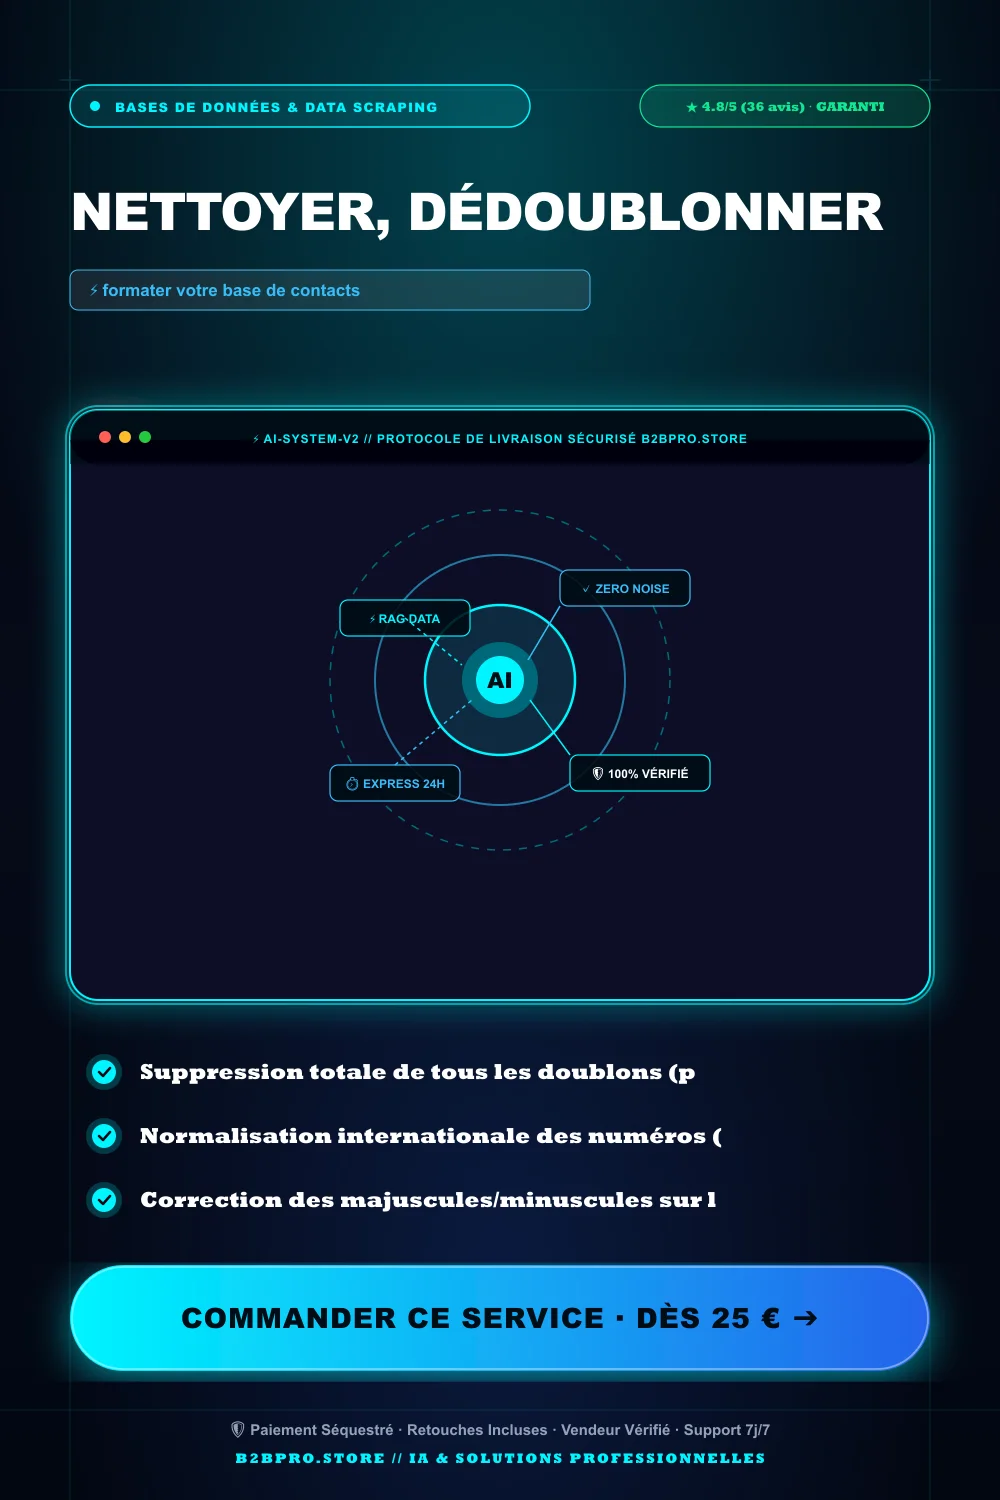 BASES DE DONNÉES & DATA SCRAPING
★ 4.8/5 (36 avis) · GARANTI
NETTOYER, DÉDOUBLONNER
⚡ formater votre base de contacts
⚡ AI-SYSTEM-V2 // PROTOCOLE DE LIVRAISON SÉCURISÉ B2BPRO.STORE
✓ ZERO NOISE
⚡ RAG DATA
AI
⏱ EXPRESS 24H
🛡 100% VÉRIFIÉ
Suppression totale de tous les doublons (p
Normalisation internationale des numéros (
Correction des majuscules/minuscules sur l
COMMANDER CE SERVICE · DÈS 25 € ➔
🛡 Paiement Séquestré · Retouches Incluses · Vendeur Vérifié · Support 7j/7
B2BPRO.STORE // IA & SOLUTIONS PROFESSIONNELLES